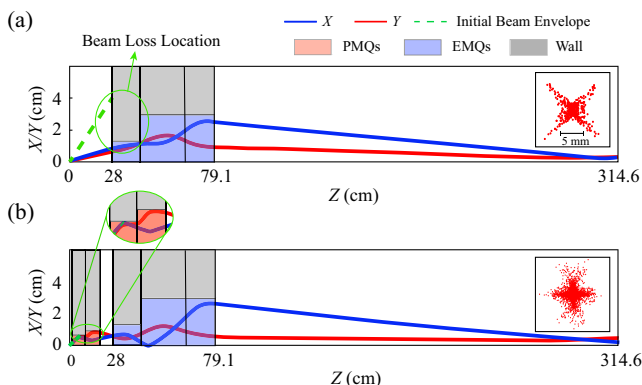 (a)
X Y Initial Beam Envelope
Beam Loss Location
PMQs EMQs Wall
X/Y (cm)
4
2
0
5 mm
0 28 79.1 314.6
Z (cm)
(b)
X/Y (cm)
4
2
0
0 28 79.1 314.6
Z (cm)